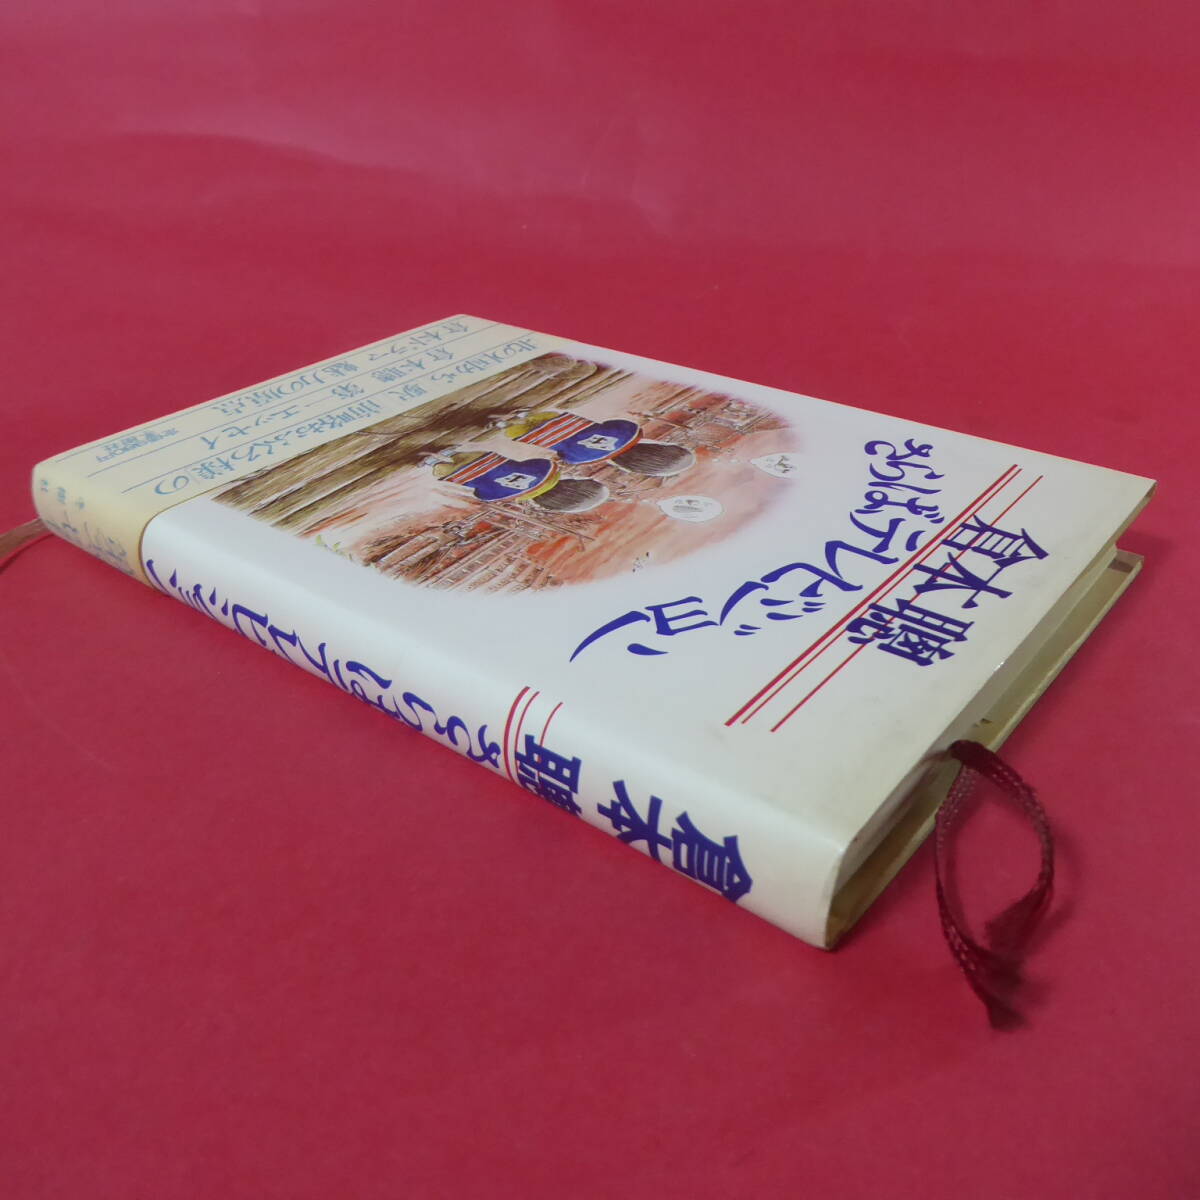 倉本聰
さらばテレビジョン
北の国から 駅 前略おふくろ様の
倉本聰 第一エッセイ
倉本ドラマ 魅力の原点
倉本聰
さらばテレビジョン
冬樹社